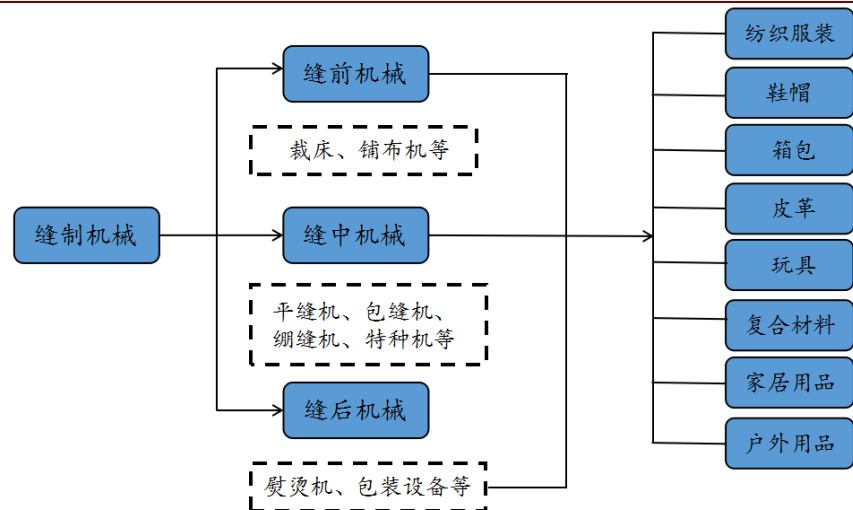 缝制机械
缝前机械
裁床、铺布机等
缝中机械
平缝机、包缝机、
绷缝机、特种机等
缝后机械
熨烫机、包装设备等
纺织服装
鞋帽
箱包
皮革
玩具
复合材料
家居用品
户外用品